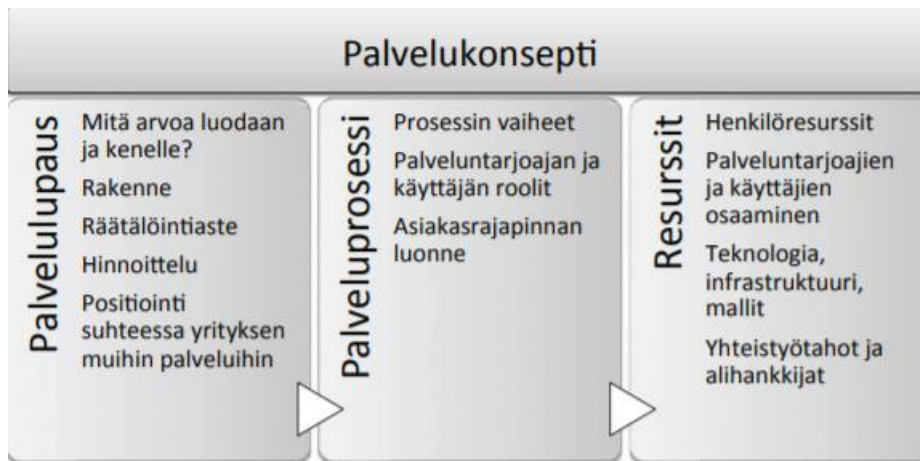 Palvelukonsepti
Palvelulupaus
Mitä arvoa luodaan
ja kenelle?
Rakenne
Räätälöintiaste
Hinnoittelu
Positiointi
suhteessa yrityksen
muihin palveluihin
Palveluprosessi
Prosessin vaiheet
Palveluntarjoajan ja
käyttäjän roolit
Asiakasrajapinnan
luonne
Resurssit
Henkilöresurssit
Palveluntarjoajien
ja käyttäjien
osaaminen
Teknologia,
infrastruktuuri,
mallit
Yhteistyötahot ja
alihankkijat